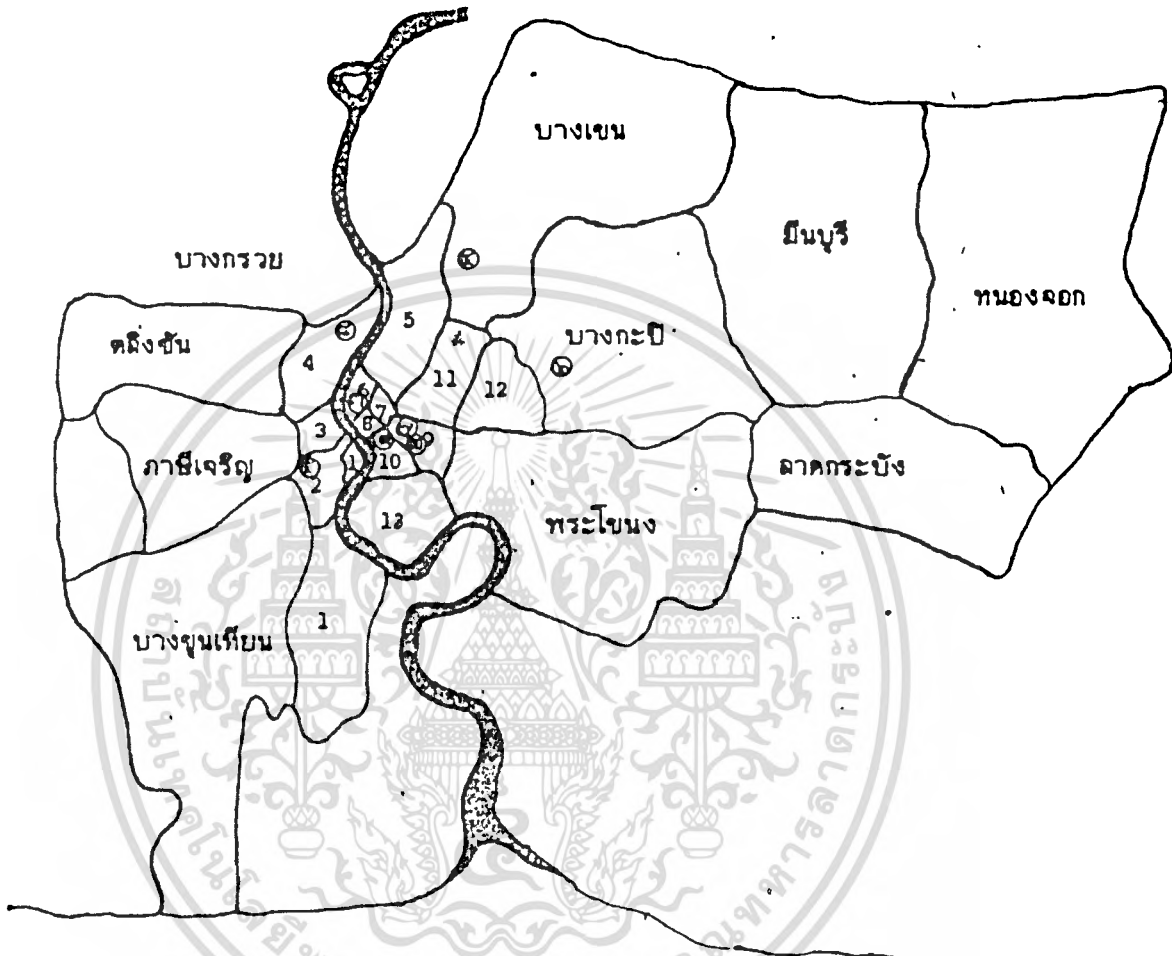 บางเขน
มีนบุรี
หนองจอก
บางกรวย
ตลิ่งชัน
5
บางกะปิ
4
11
12
6
7
3
8
ภาษีเจริญ
10
ลาดกระบัง
2
13
พระโขนง
1
บางขุนเทียน